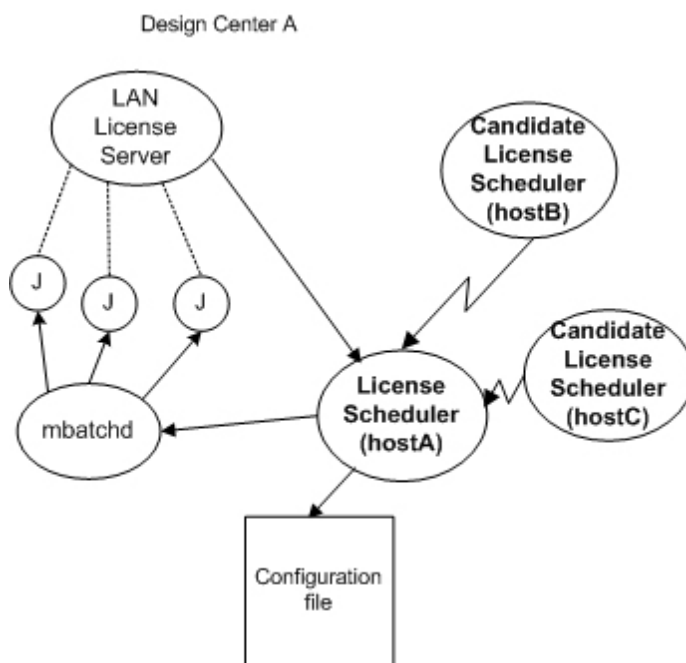 Design Center A
LAN
License
Server
Candidate
License
Scheduler
(hostB)
J
J
J
Candidate
License
Scheduler
(hostC)
License
Scheduler
(hostA)
mbatchd
Configuration
file